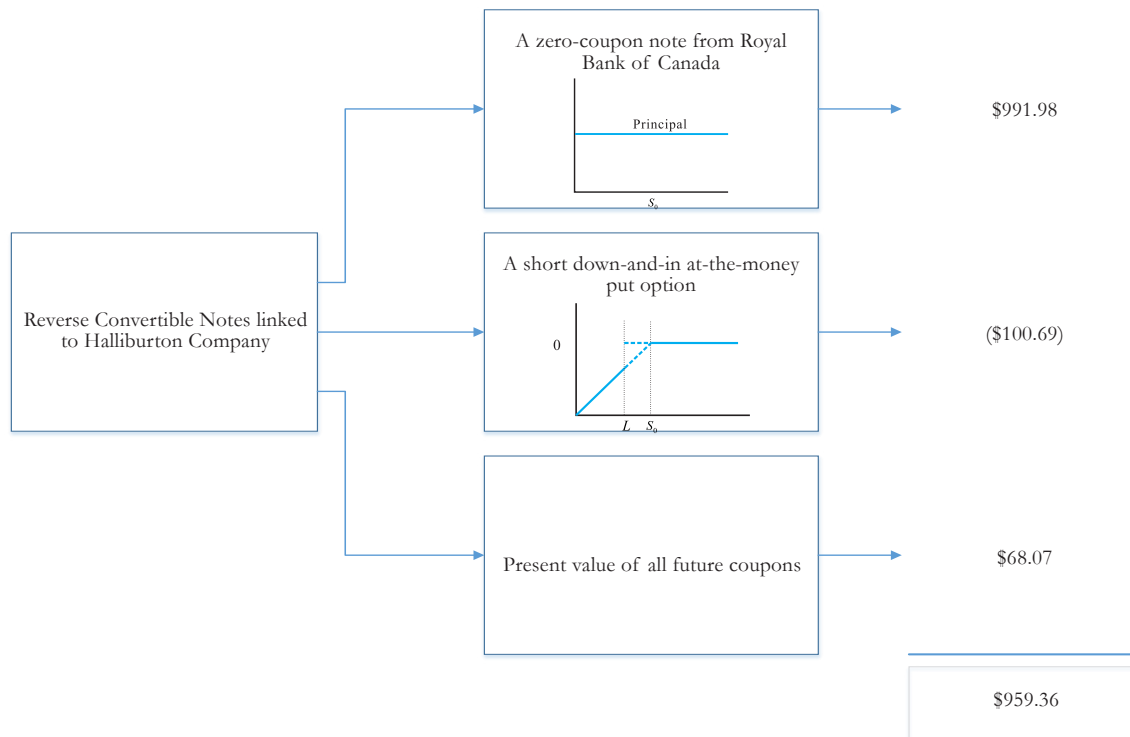 A zero-coupon note from Royal
Bank of Canada
Principal
S₀
$991.98
Reverse Convertible Notes linked
to Halliburton Company
A short down-and-in at-the-money
put option
0
L S₀
($100.69)
Present value of all future coupons
$68.07
$959.36